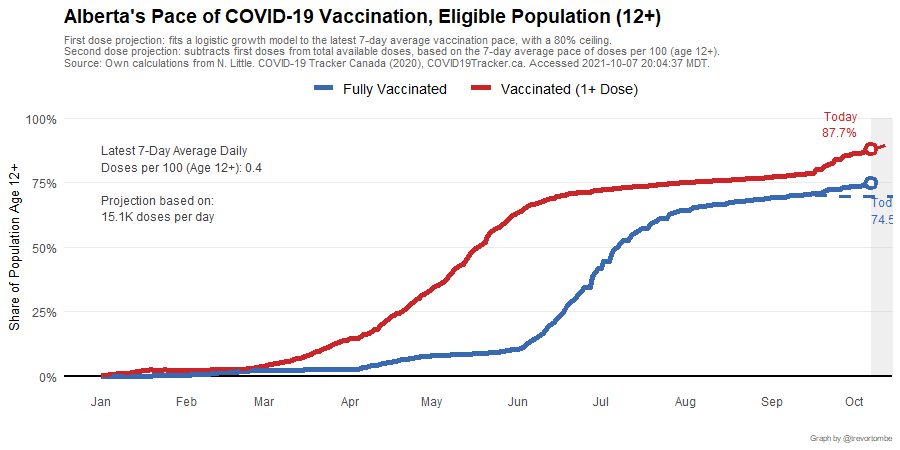 Alberta's Pace of COVID-19 Vaccination, Eligible Population (12+)
First dose projection: fits a logistic growth model to the latest 7-day average vaccination pace, with a 80% ceiling.
Second dose projection: subtracts first doses from total available doses, based on the 7-day average pace of doses per 100 (age 12+).
Source: Own calculations from N. Little. COVID-19 Tracker Canada (2020), COVID19Tracker.ca. Accessed 2021-10-07 20:04:37 MDT.
Fully Vaccinated
Vaccinated (1+ Dose)
Share of Population Age 12+
100%
75%
50%
25%
0%
Latest 7-Day Average Daily
Doses per 100 (Age 12+): 0.4
Projection based on:
15.1K doses per day
Today
87.7%
Tod
74.5
Jan
Feb
Mar
Apr
May
Jun
Jul
Aug
Sep
Oct
Graph by @trevortombe